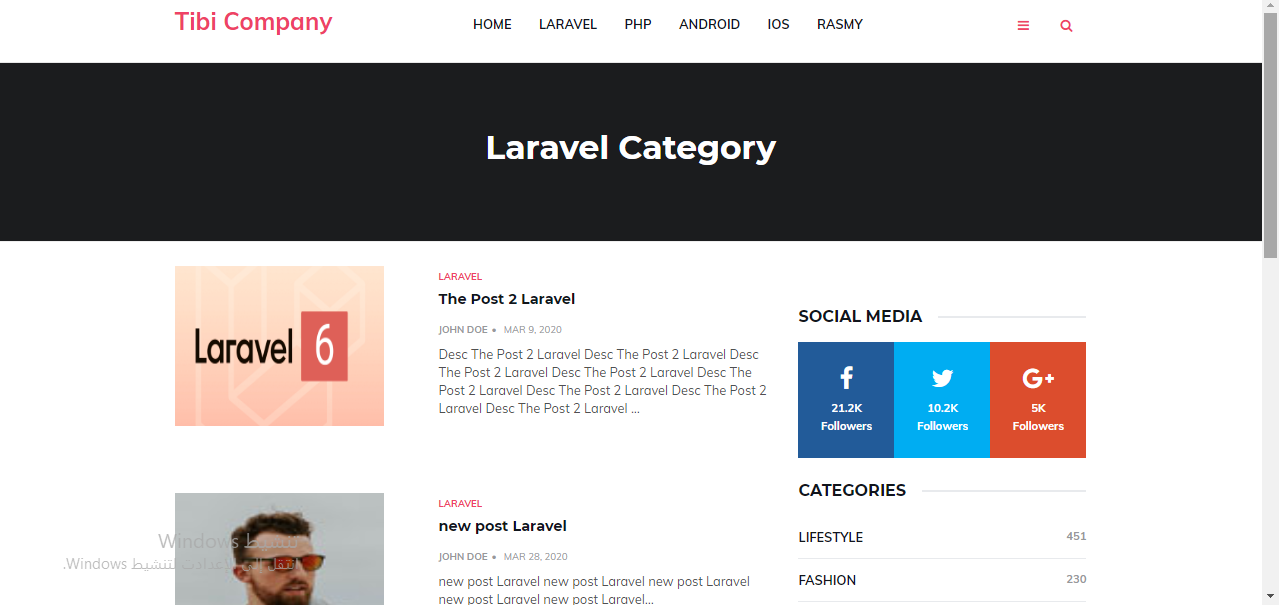 Tibi Company
HOME LARAVEL PHP ANDROID IOS RASMY
Laravel Category
Laravel 6
LARAVEL
The Post 2 Laravel
JOHN DOE • MAR 9, 2020
Desc The Post 2 Laravel Desc The Post 2 Laravel Desc
The Post 2 Laravel Desc The Post 2 Laravel Desc The
Post 2 Laravel Desc The Post 2 Laravel Desc The Post 2
Laravel Desc The Post 2 Laravel ...
LARAVEL
new post Laravel
JOHN DOE • MAR 28, 2020
new post Laravel new post Laravel new post Laravel
new post Laravel new post Laravel...
SOCIAL MEDIA
21.2K
Followers
10.2K
Followers
G+
5K
Followers
CATEGORIES
LIFESTYLE 451
FASHION 230
تنشيط Windows
انتقل إلى الإعدادات لتنشيط Windows.